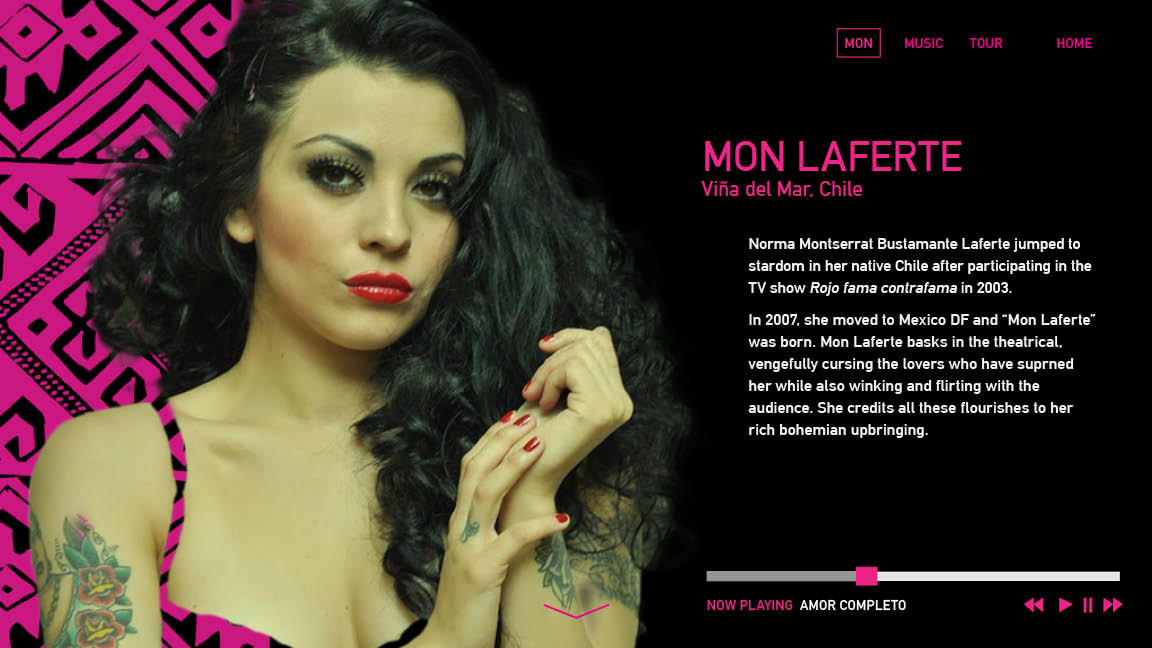 MON MUSIC TOUR HOME
MON LAFERTE
Viña del Mar, Chile
Norma Montserrat Bustamante Laferte jumped to
stardom in her native Chile after participating in the
TV show Rojo fama contrafama in 2003.
In 2007, she moved to Mexico DF and “Mon Laferte”
was born. Mon Laferte basks in the theatrical,
vengefully cursing the lovers who have suprned
her while also winking and flirting with the
audience. She credits all these flourishes to her
rich bohemian upbringing.
NOW PLAYING AMOR COMPLETO